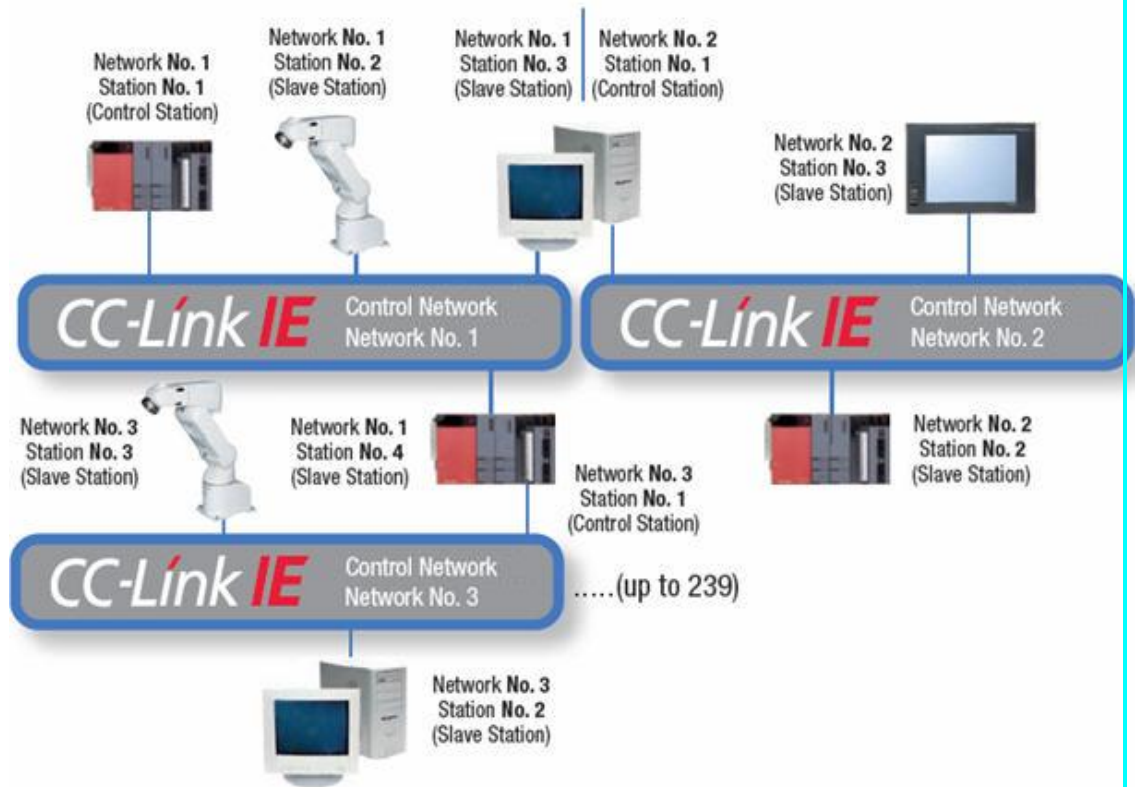 Network No. 1
Station No. 1
(Control Station)
Network No. 1
Station No. 2
(Slave Station)
Network No. 1
Station No. 3
(Slave Station)
Network No. 2
Station No. 1
(Control Station)
Network No. 2
Station No. 3
(Slave Station)
CC-Link IE
Control Network
Network No. 1
CC-Link IE
Control Network
Network No. 2
Network No. 3
Station No. 3
(Slave Station)
Network No. 1
Station No. 4
(Slave Station)
Network No. 3
Station No. 1
(Control Station)
Network No. 2
Station No. 2
(Slave Station)
CC-Link IE
Control Network
Network No. 3
.....(up to 239)
Network No. 3
Station No. 2
(Slave Station)